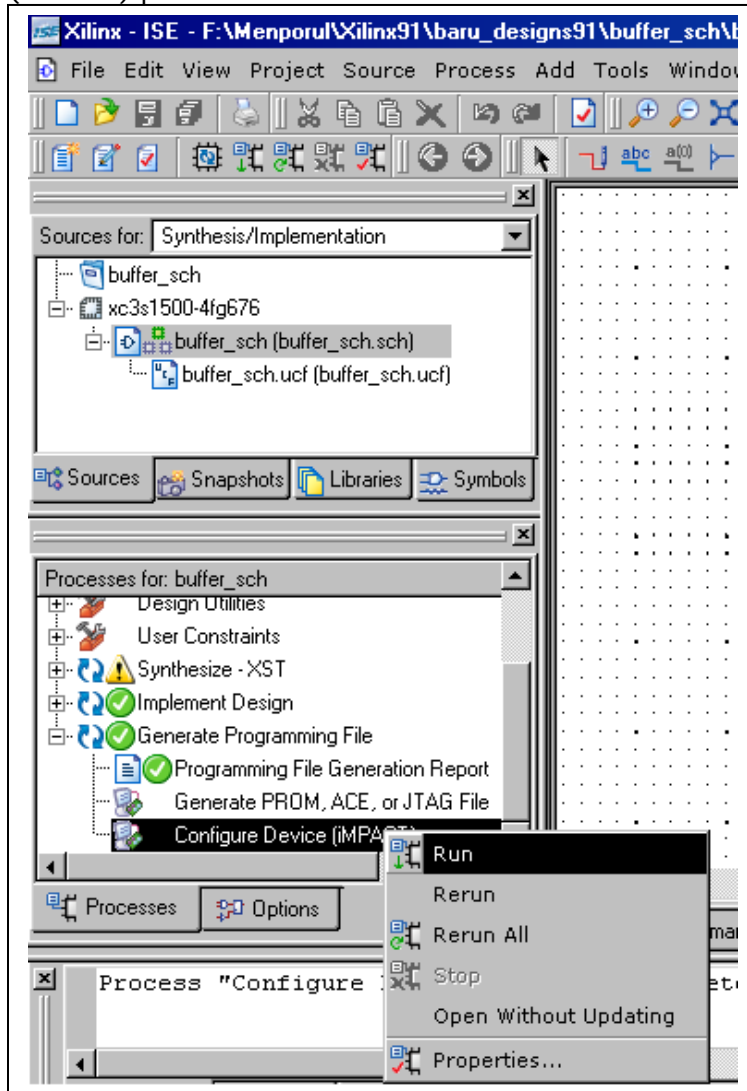 Xilinx - ISE - F:\Menporul\Xilinx91\baru_designs91\buffer_sch\b
File Edit View Project Source Process Add Tools Window
abc a(0)
Sources for: Synthesis/Implementation
buffer_sch
xc3s1500-4fg676
buffer_sch (buffer_sch.sch)
buffer_sch.ucf (buffer_sch.ucf)
Sources Snapshots Libraries Symbols
Processes for: buffer_sch
Design Utilities
User Constraints
Synthesize - XST
Implement Design
Generate Programming File
Programming File Generation Report
Generate PROM, ACE, or JTAG File
Configure Device (iMPACT)
Run
Rerun
Rerun All
Stop
Open Without Updating
Properties...
Processes Options
Process "Configure